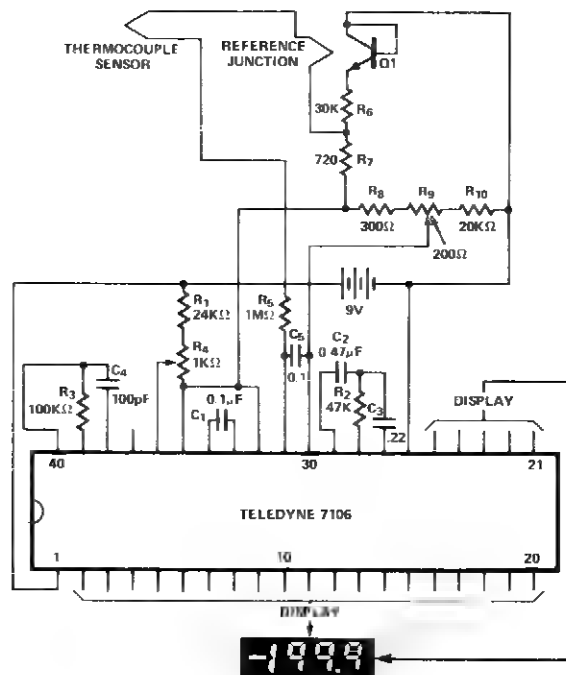 THERMOCOUPLE
SENSOR
REFERENCE
JUNCTION
Q1
30K
R6
720
R7
R8
300Ω
R9
200Ω
R10
20KΩ
9V
R1
24KΩ
R4
1KΩ
R5
1MΩ
C5
0.1
C2
0.47µF
R2
47K
C3
.22
R3
100KΩ
C4
100pF
0.1µF
C1
DISPLAY
40
30
21
TELEDYNE 7106
1
10
20
DISPLAY
-199.9